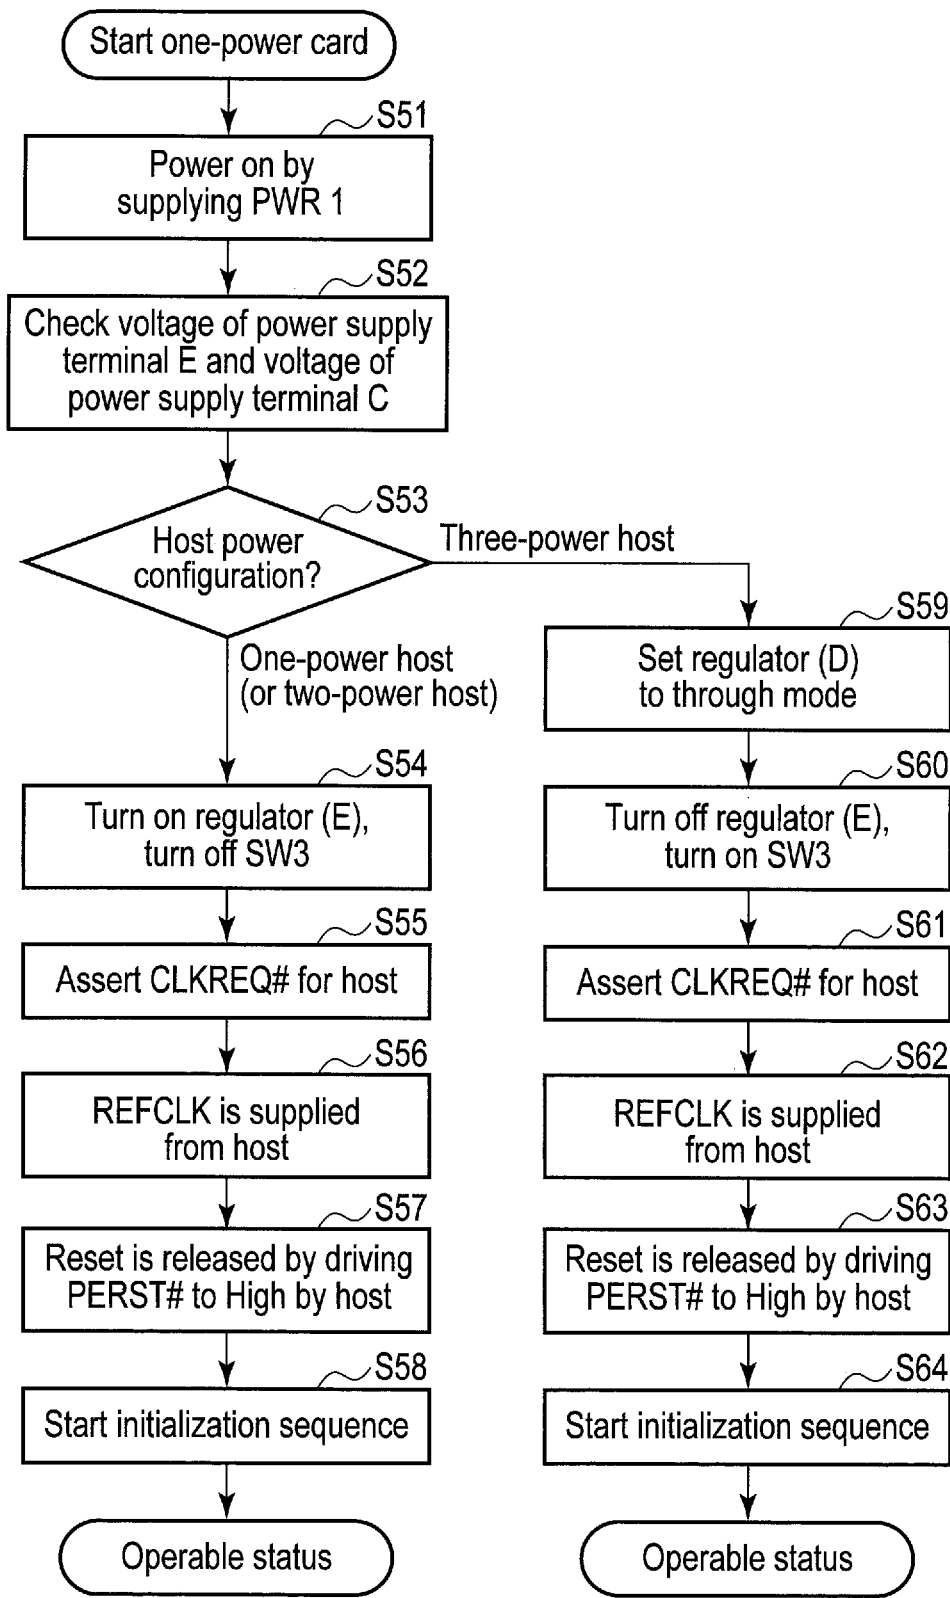 Start one-power card
S51
Power on by
supplying PWR 1
S52
Check voltage of power supply
terminal E and voltage of
power supply terminal C
S53
Host power
configuration?
Three-power host
One-power host
(or two-power host)
S54
Turn on regulator (E),
turn off SW3
S55
Assert CLKREQ# for host
S56
REFCLK is supplied
from host
S57
Reset is released by driving
PERST# to High by host
S58
Start initialization sequence
Operable status
S59
Set regulator (D)
to through mode
S60
Turn off regulator (E),
turn on SW3
S61
Assert CLKREQ# for host
S62
REFCLK is supplied
from host
S63
Reset is released by driving
PERST# to High by host
S64
Start initialization sequence
Operable status